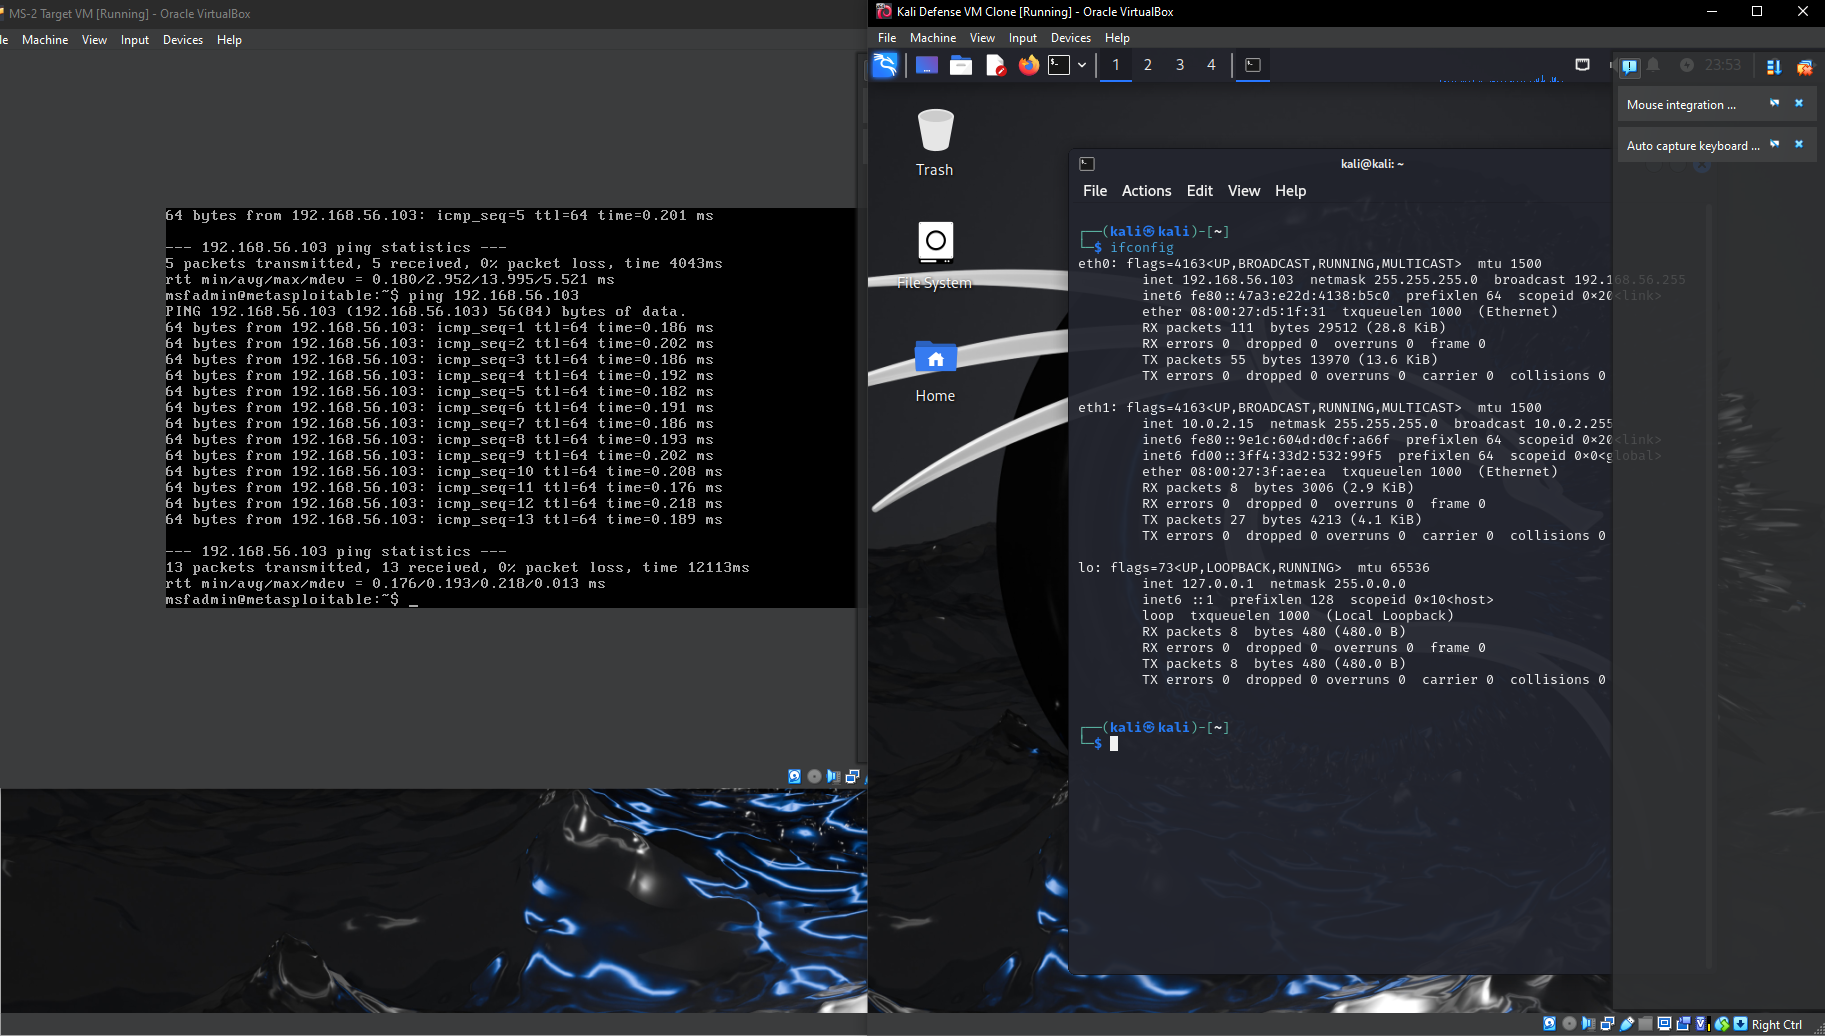 MS-2 Target VM [Running] - Oracle VirtualBox
Machine View Input Devices Help
64 bytes from 192.168.56.103: icmp_seq=5 ttl=64 time=0.201 ms
--- 192.168.56.103 ping statistics ---
5 packets transmitted, 5 received, 0% packet loss, time 4043ms
rtt min/avg/max/mdev = 0.180/2.952/13.995/5.521 ms
msfadmin@metasploitable:~$ ping 192.168.56.103
PING 192.168.56.103 (192.168.56.103) 56(84) bytes of data.
64 bytes from 192.168.56.103: icmp_seq=1 ttl=64 time=0.186 ms
64 bytes from 192.168.56.103: icmp_seq=2 ttl=64 time=0.202 ms
64 bytes from 192.168.56.103: icmp_seq=3 ttl=64 time=0.186 ms
64 bytes from 192.168.56.103: icmp_seq=4 ttl=64 time=0.192 ms
64 bytes from 192.168.56.103: icmp_seq=5 ttl=64 time=0.182 ms
64 bytes from 192.168.56.103: icmp_seq=6 ttl=64 time=0.191 ms
64 bytes from 192.168.56.103: icmp_seq=7 ttl=64 time=0.186 ms
64 bytes from 192.168.56.103: icmp_seq=8 ttl=64 time=0.193 ms
64 bytes from 192.168.56.103: icmp_seq=9 ttl=64 time=0.202 ms
64 bytes from 192.168.56.103: icmp_seq=10 ttl=64 time=0.208 ms
64 bytes from 192.168.56.103: icmp_seq=11 ttl=64 time=0.176 ms
64 bytes from 192.168.56.103: icmp_seq=12 ttl=64 time=0.218 ms
64 bytes from 192.168.56.103: icmp_seq=13 ttl=64 time=0.189 ms
--- 192.168.56.103 ping statistics ---
13 packets transmitted, 13 received, 0% packet loss, time 12113ms
rtt min/avg/max/mdev = 0.176/0.193/0.218/0.013 ms
msfadmin@metasploitable:~$ _
Kali Defense VM Clone [Running] - Oracle VirtualBox
File Machine View Input Devices Help
1 2 3 4 23:53
Mouse integration ...
Auto capture keyboard ...
Trash
File System
Home
kali@kali: ~
File Actions Edit View Help
(kali㉿kali)-[~]
$ ifconfig
eth0: flags=4163<UP,BROADCAST,RUNNING,MULTICAST> mtu 1500
inet 192.168.56.103 netmask 255.255.255.0 broadcast 192.168.56.255
inet6 fe80::47a3:e22d:4138:b5c0 prefixlen 64 scopeid 0×20<link>
ether 08:00:27:d5:1f:31 txqueuelen 1000 (Ethernet)
RX packets 111 bytes 29512 (28.8 KiB)
RX errors 0 dropped 0 overruns 0 frame 0
TX packets 55 bytes 13970 (13.6 KiB)
TX errors 0 dropped 0 overruns 0 carrier 0 collisions 0
eth1: flags=4163<UP,BROADCAST,RUNNING,MULTICAST> mtu 1500
inet 10.0.2.15 netmask 255.255.255.0 broadcast 10.0.2.255
inet6 fe80::9e1c:604d:d0cf:a66f prefixlen 64 scopeid 0×20<link>
inet6 fd00::3ff4:33d2:532:99f5 prefixlen 64 scopeid 0×0<global>
ether 08:00:27:3f:ae:ea txqueuelen 1000 (Ethernet)
RX packets 8 bytes 3006 (2.9 KiB)
RX errors 0 dropped 0 overruns 0 frame 0
TX packets 27 bytes 4213 (4.1 KiB)
TX errors 0 dropped 0 overruns 0 carrier 0 collisions 0
lo: flags=73<UP,LOOPBACK,RUNNING> mtu 65536
inet 127.0.0.1 netmask 255.0.0.0
inet6 ::1 prefixlen 128 scopeid 0×10<host>
loop txqueuelen 1000 (Local Loopback)
RX packets 8 bytes 480 (480.0 B)
RX errors 0 dropped 0 overruns 0 frame 0
TX packets 8 bytes 480 (480.0 B)
TX errors 0 dropped 0 overruns 0 carrier 0 collisions 0
(kali㉿kali)-[~]
$
Right Ctrl